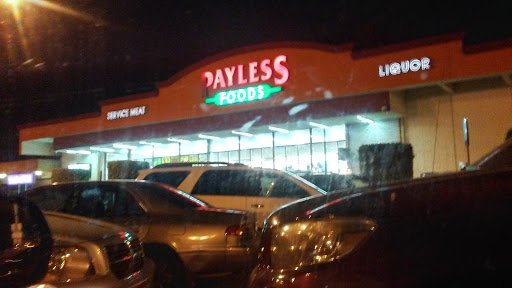 PAYLESS
FOODS
LIQUOR
SERVICE MEAT